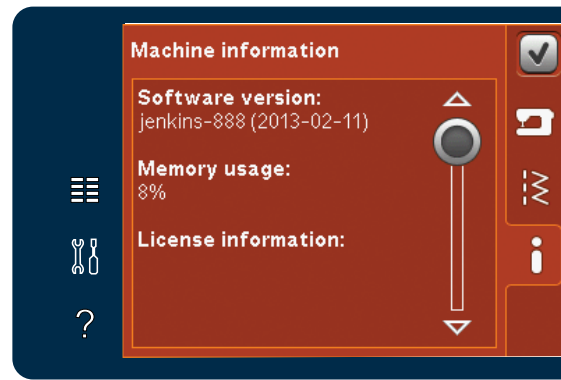 Machine information
Software version:
jenkins-888 (2013-02-11)
Memory usage:
8%
License information:
?